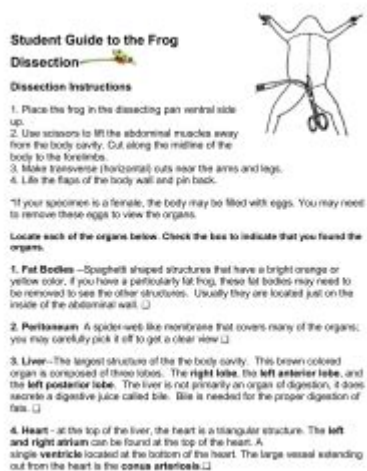 Student Guide to the Frog
Dissection
Dissection Instructions
1. Place the frog in the dissecting pan ventral side
up.
2. Use scissors to lift the abdominal muscles away
from the body cavity. Cut along the midline of the
body to the forelimbs.
3. Make transverse (horizontal) cuts near the arms and legs.
4. Life the flaps of the body wall and pin back.
*If your specimen is a female, the body may be filled with eggs. You may need
to remove these eggs to view the organs.
Locate each of the organs below. Check the box to indicate that you found the
organs.
1. Fat Bodies --Spaghetti shaped structures that have a bright orange or
yellow color, if you have a particularly fat frog, these fat bodies may need to
be removed to see the other structures. Usually they are located just on the
inside of the abdominal wall. ❑
2. Peritoneum A spider-web like membrane that covers many of the organs;
you may carefully pick it off to get a clear view ❑
3. Liver--The largest structure of the the body cavity. This brown colored
organ is composed of three lobes. The right lobe, the left anterior lobe, and
the left posterior lobe. The liver is not primarily an organ of digestion, it does
secrete a digestive juice called bile. Bile is needed for the proper digestion of
fats. ❑
4. Heart - at the top of the liver, the heart is a triangular structure. The left
and right atrium can be found at the top of the heart. A
single ventricle located at the bottom of the heart. The large vessel extending
out from the heart is the conus arteriosis.❑